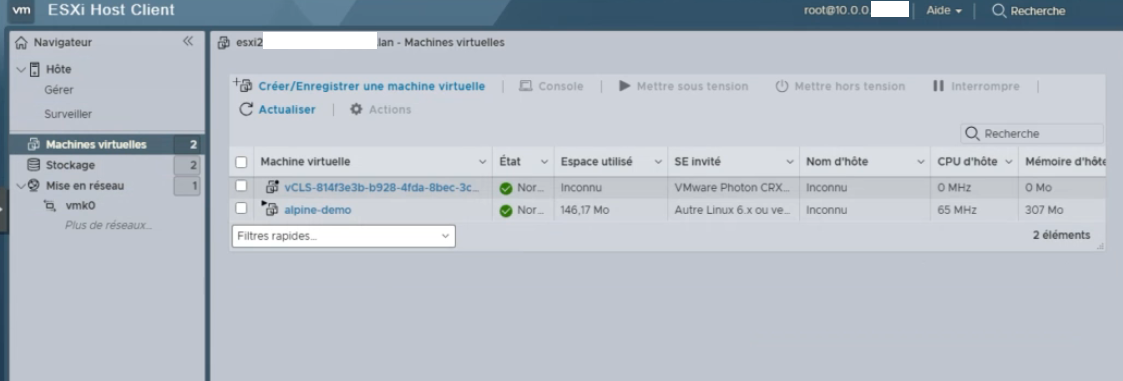 vm ESXi Host Client
root@10.0.0
Aide
Recherche
Navigateur
esxi2 lan - Machines virtuelles
Hôte
Gérer
Surveiller
Machines virtuelles 2
Stockage 2
Mise en réseau 1
vmk0
Plus de réseaux...
Créer/Enregistrer une machine virtuelle | Console | Mettre sous tension | Mettre hors tension | Interrompre |
Actualiser | Actions
Recherche
Machine virtuelle État Espace utilisé SE invité Nom d'hôte CPU d'hôte Mémoire d'hôte
vCLS-814f3e3b-b928-4fda-8bec-3c... Nor... Inconnu VMware Photon CRX... Inconnu 0 MHz 0 Mo
alpine-demo Nor... 146,17 Mo Autre Linux 6.x ou ve... Inconnu 65 MHz 307 Mo
Filtres rapides...
2 éléments